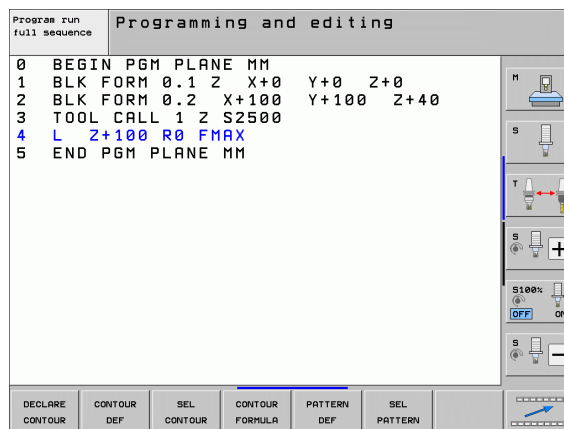 Program run
full sequence
Programming and editing
0 BEGIN PGM PLANE MM
1 BLK FORM 0.1 Z X+0 Y+0 Z+0
2 BLK FORM 0.2 X+100 Y+100 Z+40
3 TOOL CALL 1 Z S2500
4 L Z+100 R0 FMAX
5 END PGM PLANE MM
M
S
T
S
S100%
OFF
S
DECLARE
CONTOUR
CONTOUR
DEF
SEL
CONTOUR
CONTOUR
FORMULA
PATTERN
DEF
SEL
PATTERN